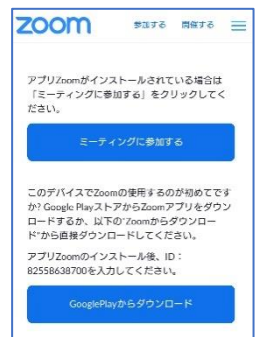 zoom 参加する 開催する
アプリZoomがインストールされている場合は
「ミーティングに参加する」をクリックしてく
ださい。
ミーティングに参加する
このデバイスでZoomの使用するのが初めてです
か? Google PlayストアからZoomアプリをダウン
ロードするか、以下の"Zoomからダウンロー
ド"から直接ダウンロードしてください。
アプリZoomのインストール後、ID：
82558638700を入力してください。
GooglePlayからダウンロード